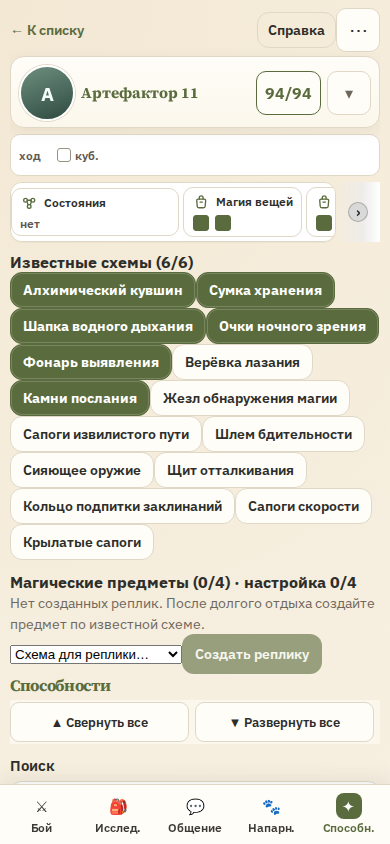 ← К списку
Справка
...
А
Артефактор 11
94/94
▼
ход
куб.
Состояния
нет
Магия вещей
›
Известные схемы (6/6)
Алхимический кувшин
Сумка хранения
Шапка водного дыхания
Очки ночного зрения
Фонарь выявления
Верёвка лазания
Камни послания
Жезл обнаружения магии
Сапоги извилистого пути
Шлем бдительности
Сияющее оружие
Щит отталкивания
Кольцо подпитки заклинаний
Сапоги скорости
Крылатые сапоги
Магические предметы (0/4) · настройка 0/4
Нет созданных реплик. После долгого отдыха создайте
предмет по известной схеме.
Схема для реплики...
Создать реплику
Способности
▲ Свернуть все
▼ Развернуть все
Поиск
Бой
Исслед.
Общение
Напарн.
Способн.